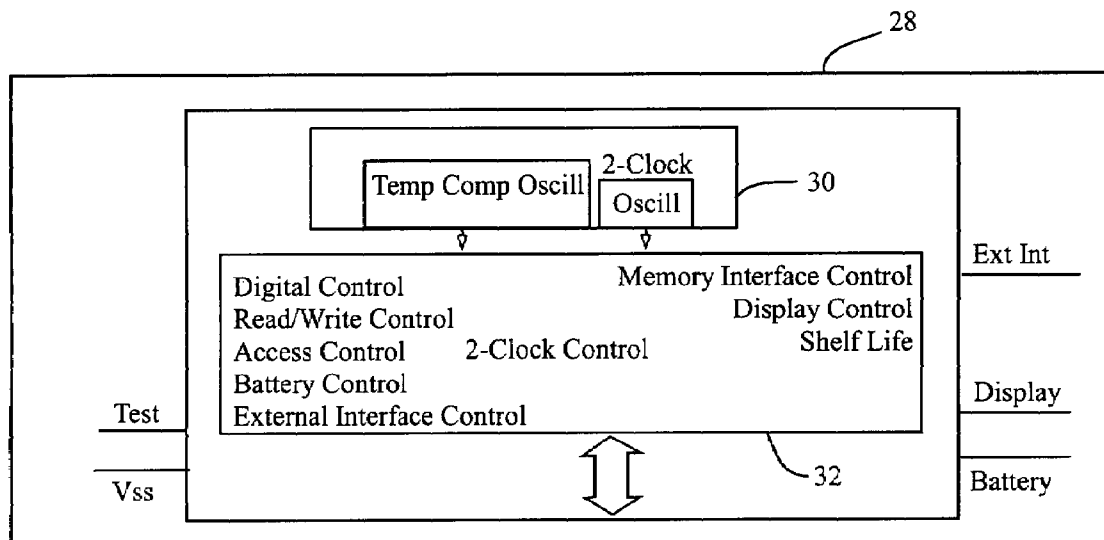 28
2-Clock
Temp Comp Oscill
Oscill
30
Digital Control
Read/Write Control
Access Control
2-Clock Control
Battery Control
External Interface Control
Memory Interface Control
Display Control
Shelf Life
Ext Int
Test
Display
Vss
32
Battery